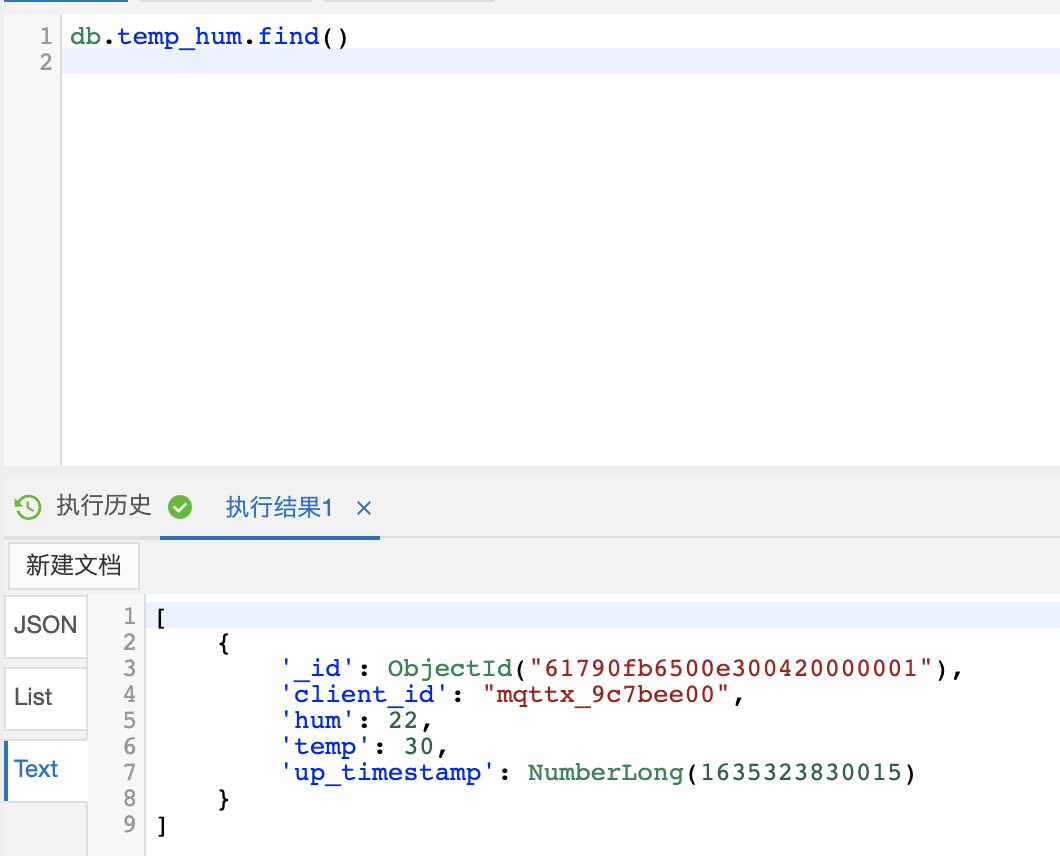 1 db.temp_hum.find()
2
执行历史 执行结果1 ×
新建文档
JSON
List
Text
1 [
2 {
3 '_id': ObjectId("61790fb6500e300420000001"),
4 'client_id': "mqttx_9c7bee00",
5 'hum': 22,
6 'temp': 30,
7 'up_timestamp': NumberLong(1635323830015)
8 }
9 ]